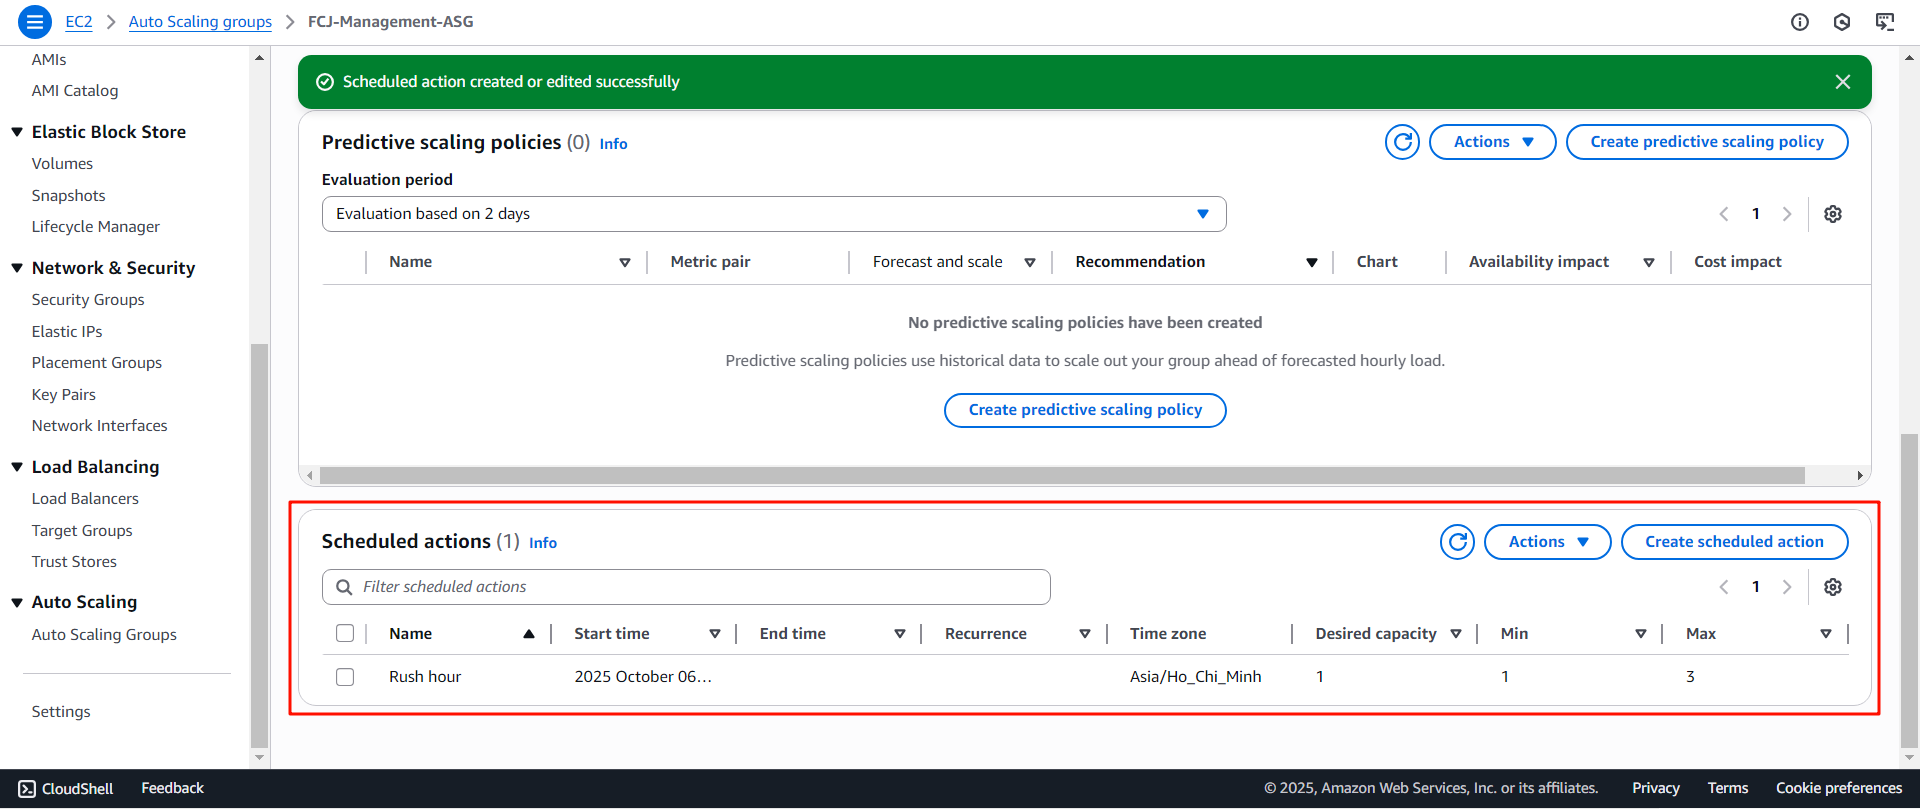 EC2 > Auto Scaling groups > FCJ-Management-ASG
AMIs
AMI Catalog
Elastic Block Store
Volumes
Snapshots
Lifecycle Manager
Network & Security
Security Groups
Elastic IPs
Placement Groups
Key Pairs
Network Interfaces
Load Balancing
Load Balancers
Target Groups
Trust Stores
Auto Scaling
Auto Scaling Groups
Settings
Scheduled action created or edited successfully
Predictive scaling policies (0) Info Actions Create predictive scaling policy
Evaluation period
Evaluation based on 2 days 1
Name Metric pair Forecast and scale Recommendation Chart Availability impact Cost impact
No predictive scaling policies have been created
Predictive scaling policies use historical data to scale out your group ahead of forecasted hourly load.
Create predictive scaling policy
Scheduled actions (1) Info Actions Create scheduled action
Filter scheduled actions 1
Name Start time End time Recurrence Time zone Desired capacity Min Max
Rush hour 2025 October 06... Asia/Ho_Chi_Minh 1 1 3
CloudShell Feedback © 2025, Amazon Web Services, Inc. or its affiliates. Privacy Terms Cookie preferences